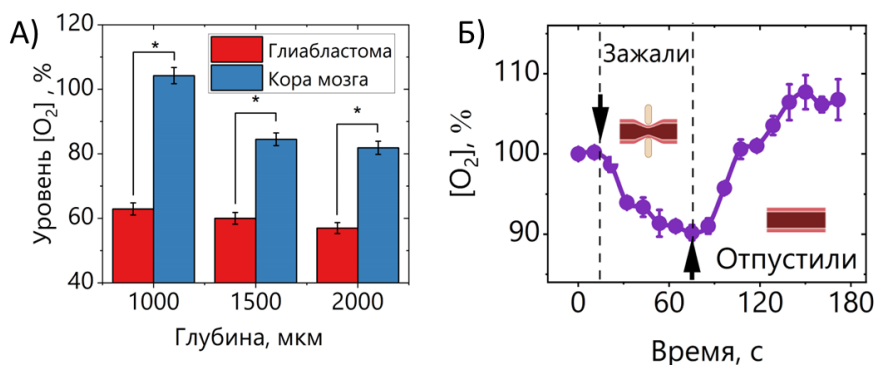 А)
120
100
80
60
40
Уровень [O₂] , %
Глиабластома
Кора мозга
*
*
*
1000
1500
2000
Глубина, мкм
Б)
110
100
90
[O₂], %
Зажали
Отпустили
0
60
120
180
Время, с